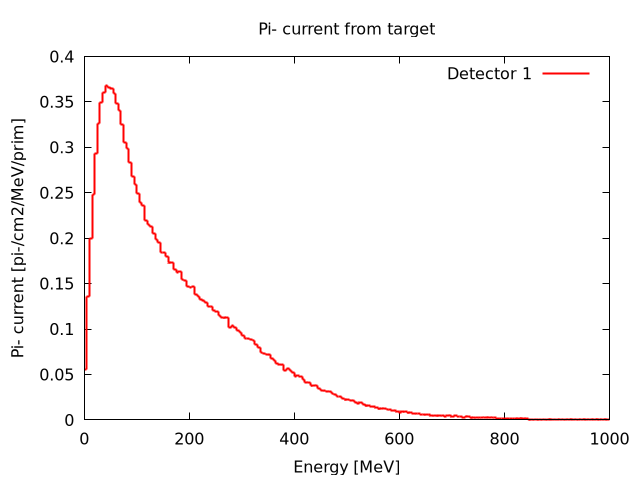 Pi- current from target
Detector 1
Pi- current [pi-/cm2/MeV/prim]
0.4
0.35
0.3
0.25
0.2
0.15
0.1
0.05
0
0 200 400 600 800 1000
Energy [MeV]